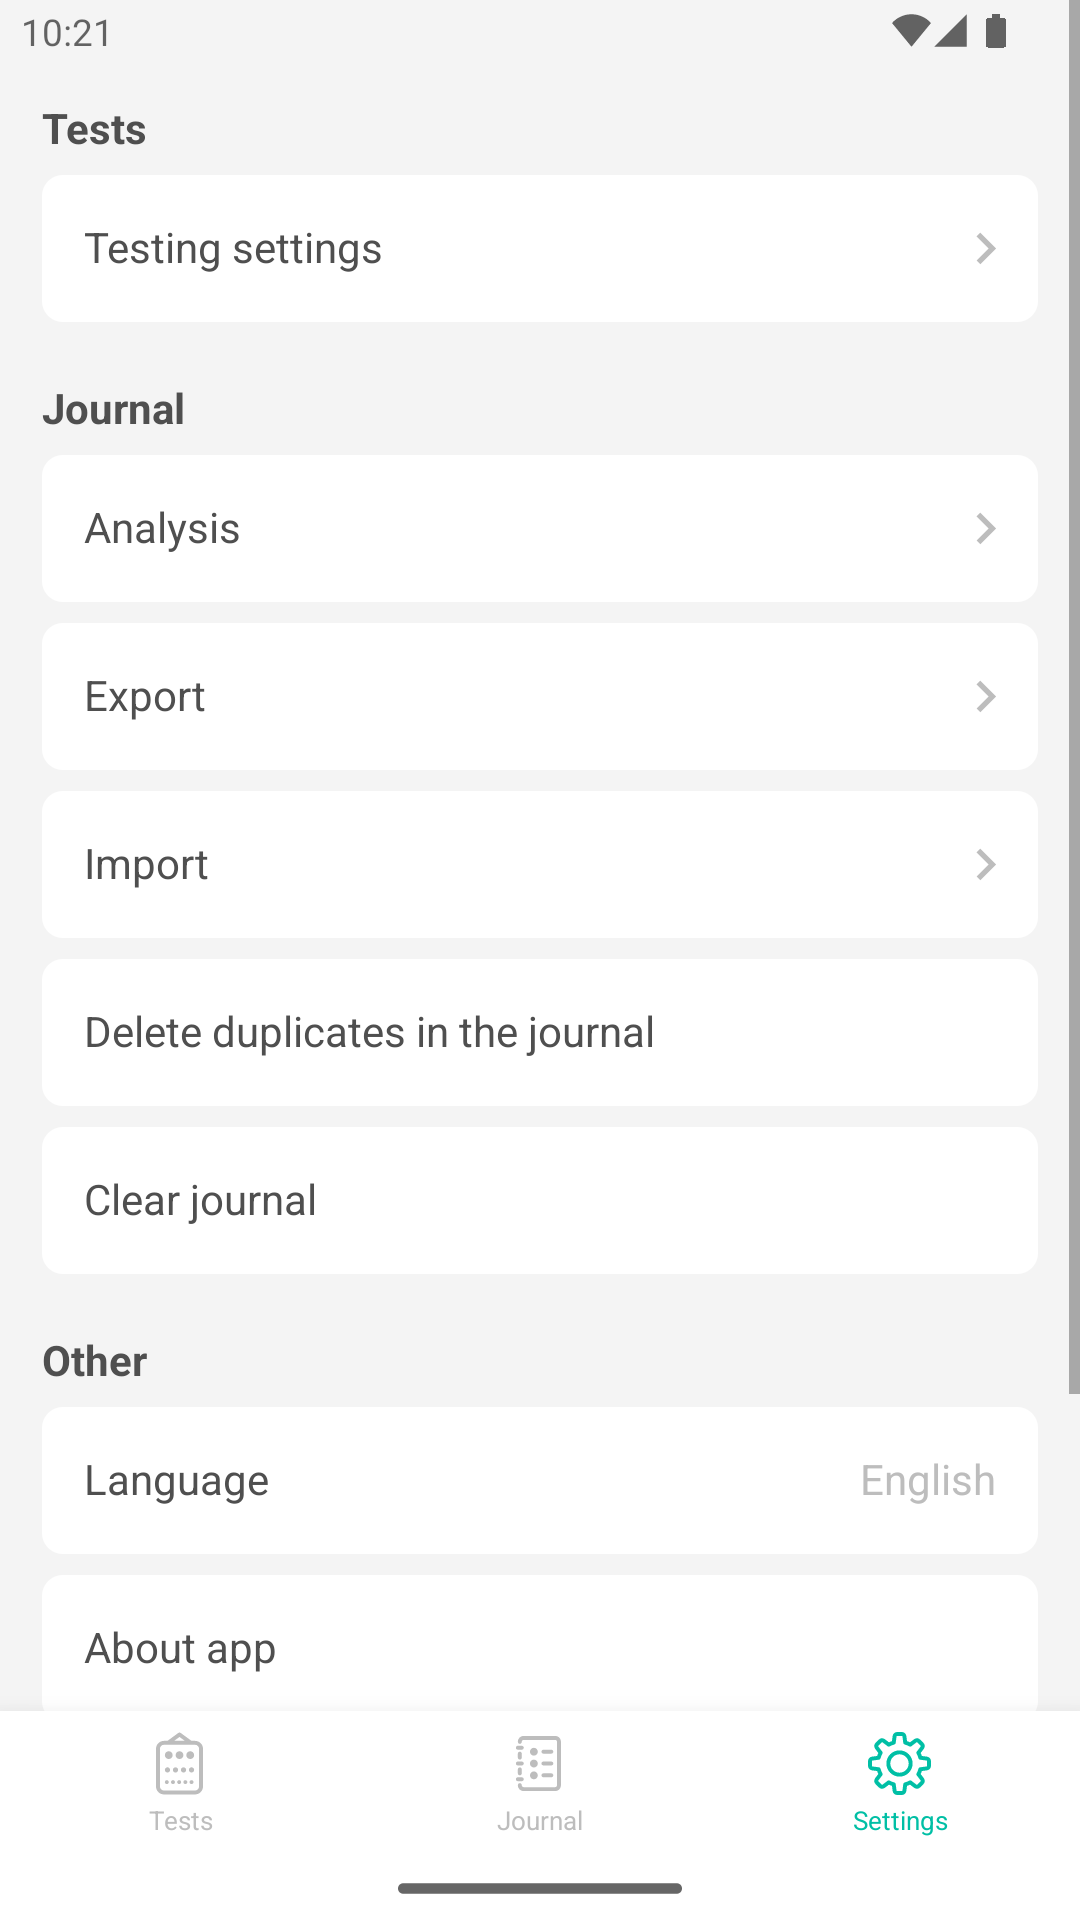 10:21
Tests
Testing settings
Journal
Analysis
Export
Import
Delete duplicates in the journal
Clear journal
Other
Language English
About app
Tests Journal Settings